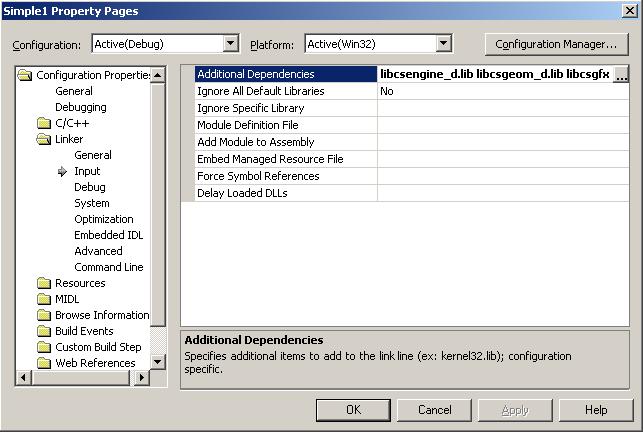 Simple1 Property Pages
Configuration: Active(Debug) Platform: Active(Win32) Configuration Manager...
Configuration Properties
General
Debugging
C/C++
Linker
General
Input
Debug
System
Optimization
Embedded IDL
Advanced
Command Line
Resources
MIDL
Browse Information
Build Events
Custom Build Step
Web References
Additional Dependencies libcsengine_d.lib libcsgeom_d.lib libcsgfx ...
Ignore All Default Libraries No
Ignore Specific Library
Module Definition File
Add Module to Assembly
Embed Managed Resource File
Force Symbol References
Delay Loaded DLLs
Additional Dependencies
Specifies additional items to add to the link line (ex: kernel32.lib); configuration
specific.
OK Cancel Apply Help